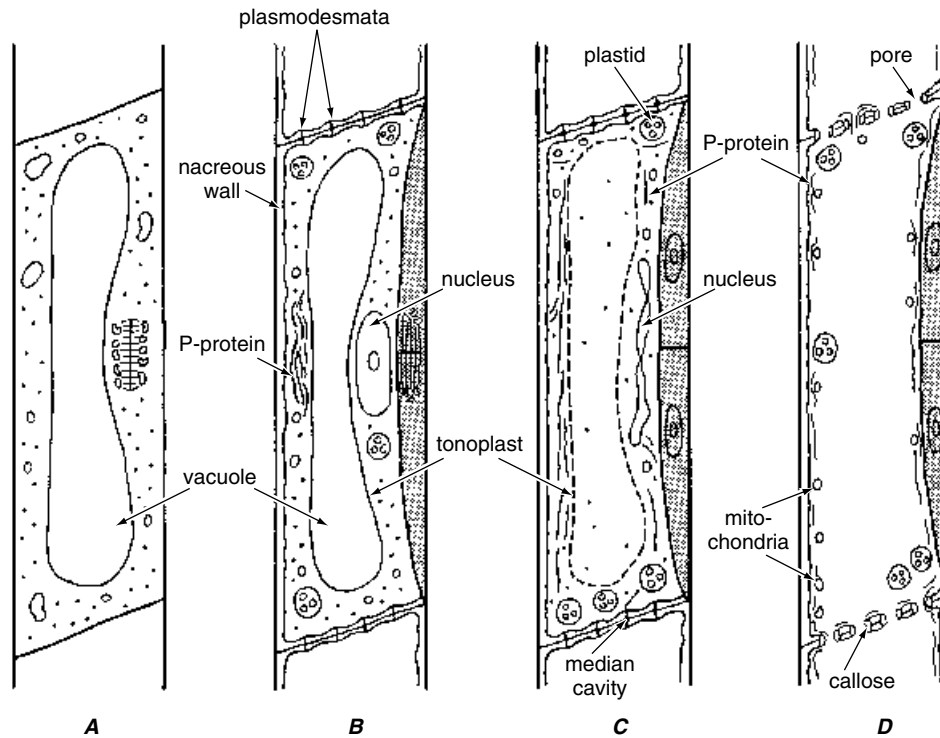 plasmodesmata
plastid
pore
P-protein
nacreous
wall
nucleus
nucleus
P-protein
tonoplast
vacuole
mito-
chondria
median
cavity
callose
A
B
C
D